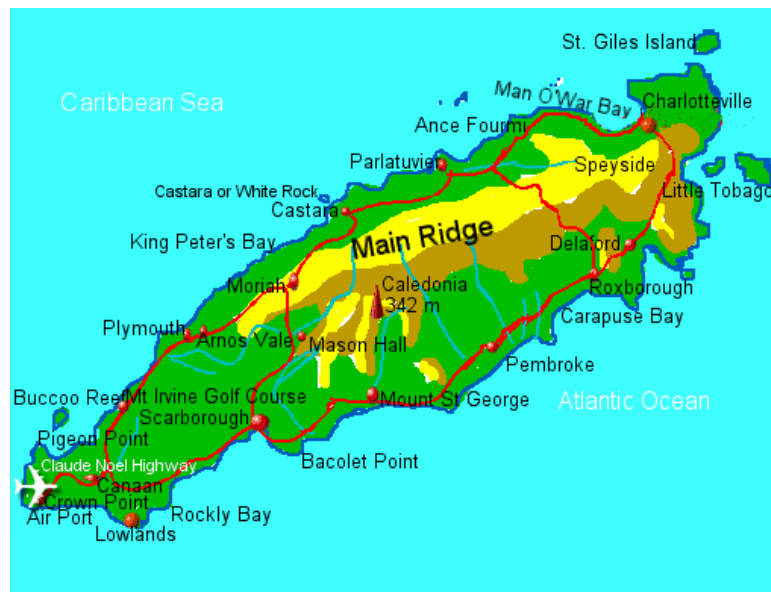 St. Giles Island
Caribbean Sea
Man O'War Bay
Charlotteville
Ance Fourmi
Parlatuvier
Speyside
Castara or White Rock
Little Tobago
Castara
King Peter's Bay
Main Ridge
Delaford
Moriah
Caledonia
342 m
Roxborough
Carapuse Bay
Plymouth
Arnos Vale
Mason Hall
Pembroke
Buccoo Reef
Mt Irvine Golf Course
Mount St George
Atlantic Ocean
Scarborough
Pigeon Point
Bacolet Point
Claude Noel Highway
Canaan
Crown Point
Air Port
Rockly Bay
Lowlands